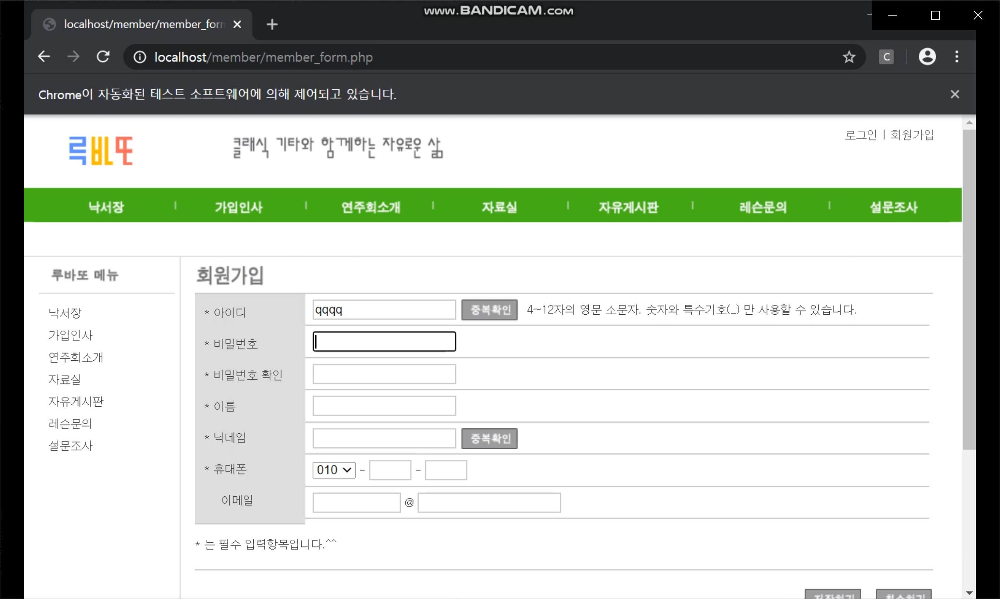 www.BANDICAM.com
localhost/member/member_form
localhost/member/member_form.php
C
Chrome이 자동화된 테스트 소프트웨어에 의해 제어되고 있습니다.
로그인 | 회원가입
루바또
클래식 기타와 함께하는 자유로운 삶
낙서장 | 가입인사 | 연주회소개 | 자료실 | 자유게시판 | 레슨문의 | 설문조사
루바또 메뉴
낙서장
가입인사
연주회소개
자료실
자유게시판
레슨문의
설문조사
회원가입
* 아이디 qqqq 중복확인 4~12자의 영문 소문자, 숫자와 특수기호(_) 만 사용할 수 있습니다.
* 비밀번호
* 비밀번호 확인
* 이름
* 닉네임 중복확인
* 휴대폰 010 - -
이메일 @
* 는 필수 입력항목입니다.^^
저장하기 취소하기